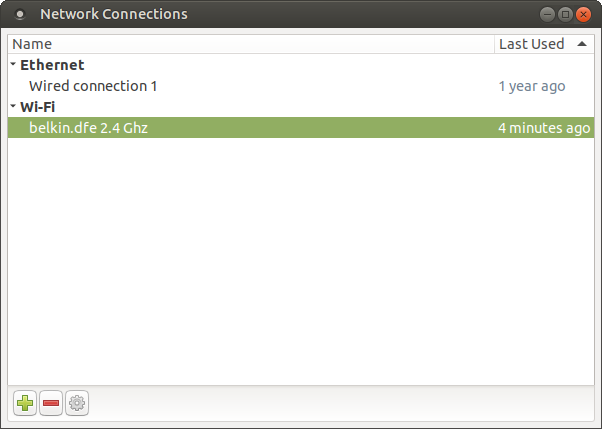 Network Connections
Name Last Used
Ethernet
Wired connection 1 1 year ago
Wi-Fi
belkin.dfe 2.4 Ghz 4 minutes ago